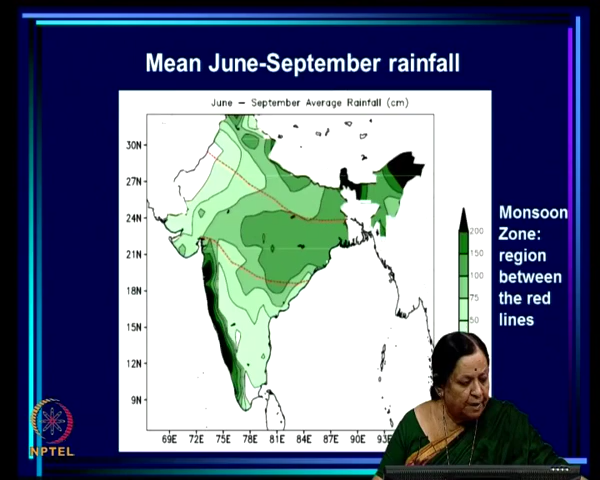 Mean June-September rainfall
June – September Average Rainfall (cm)
30N
27N
24N
21N
18N
15N
12N
9N
69E 72E 75E 78E 81E 84E 87E 90E 93E
200
150
100
75
50
Monsoon
Zone:
region
between
the red
lines
NPTEL